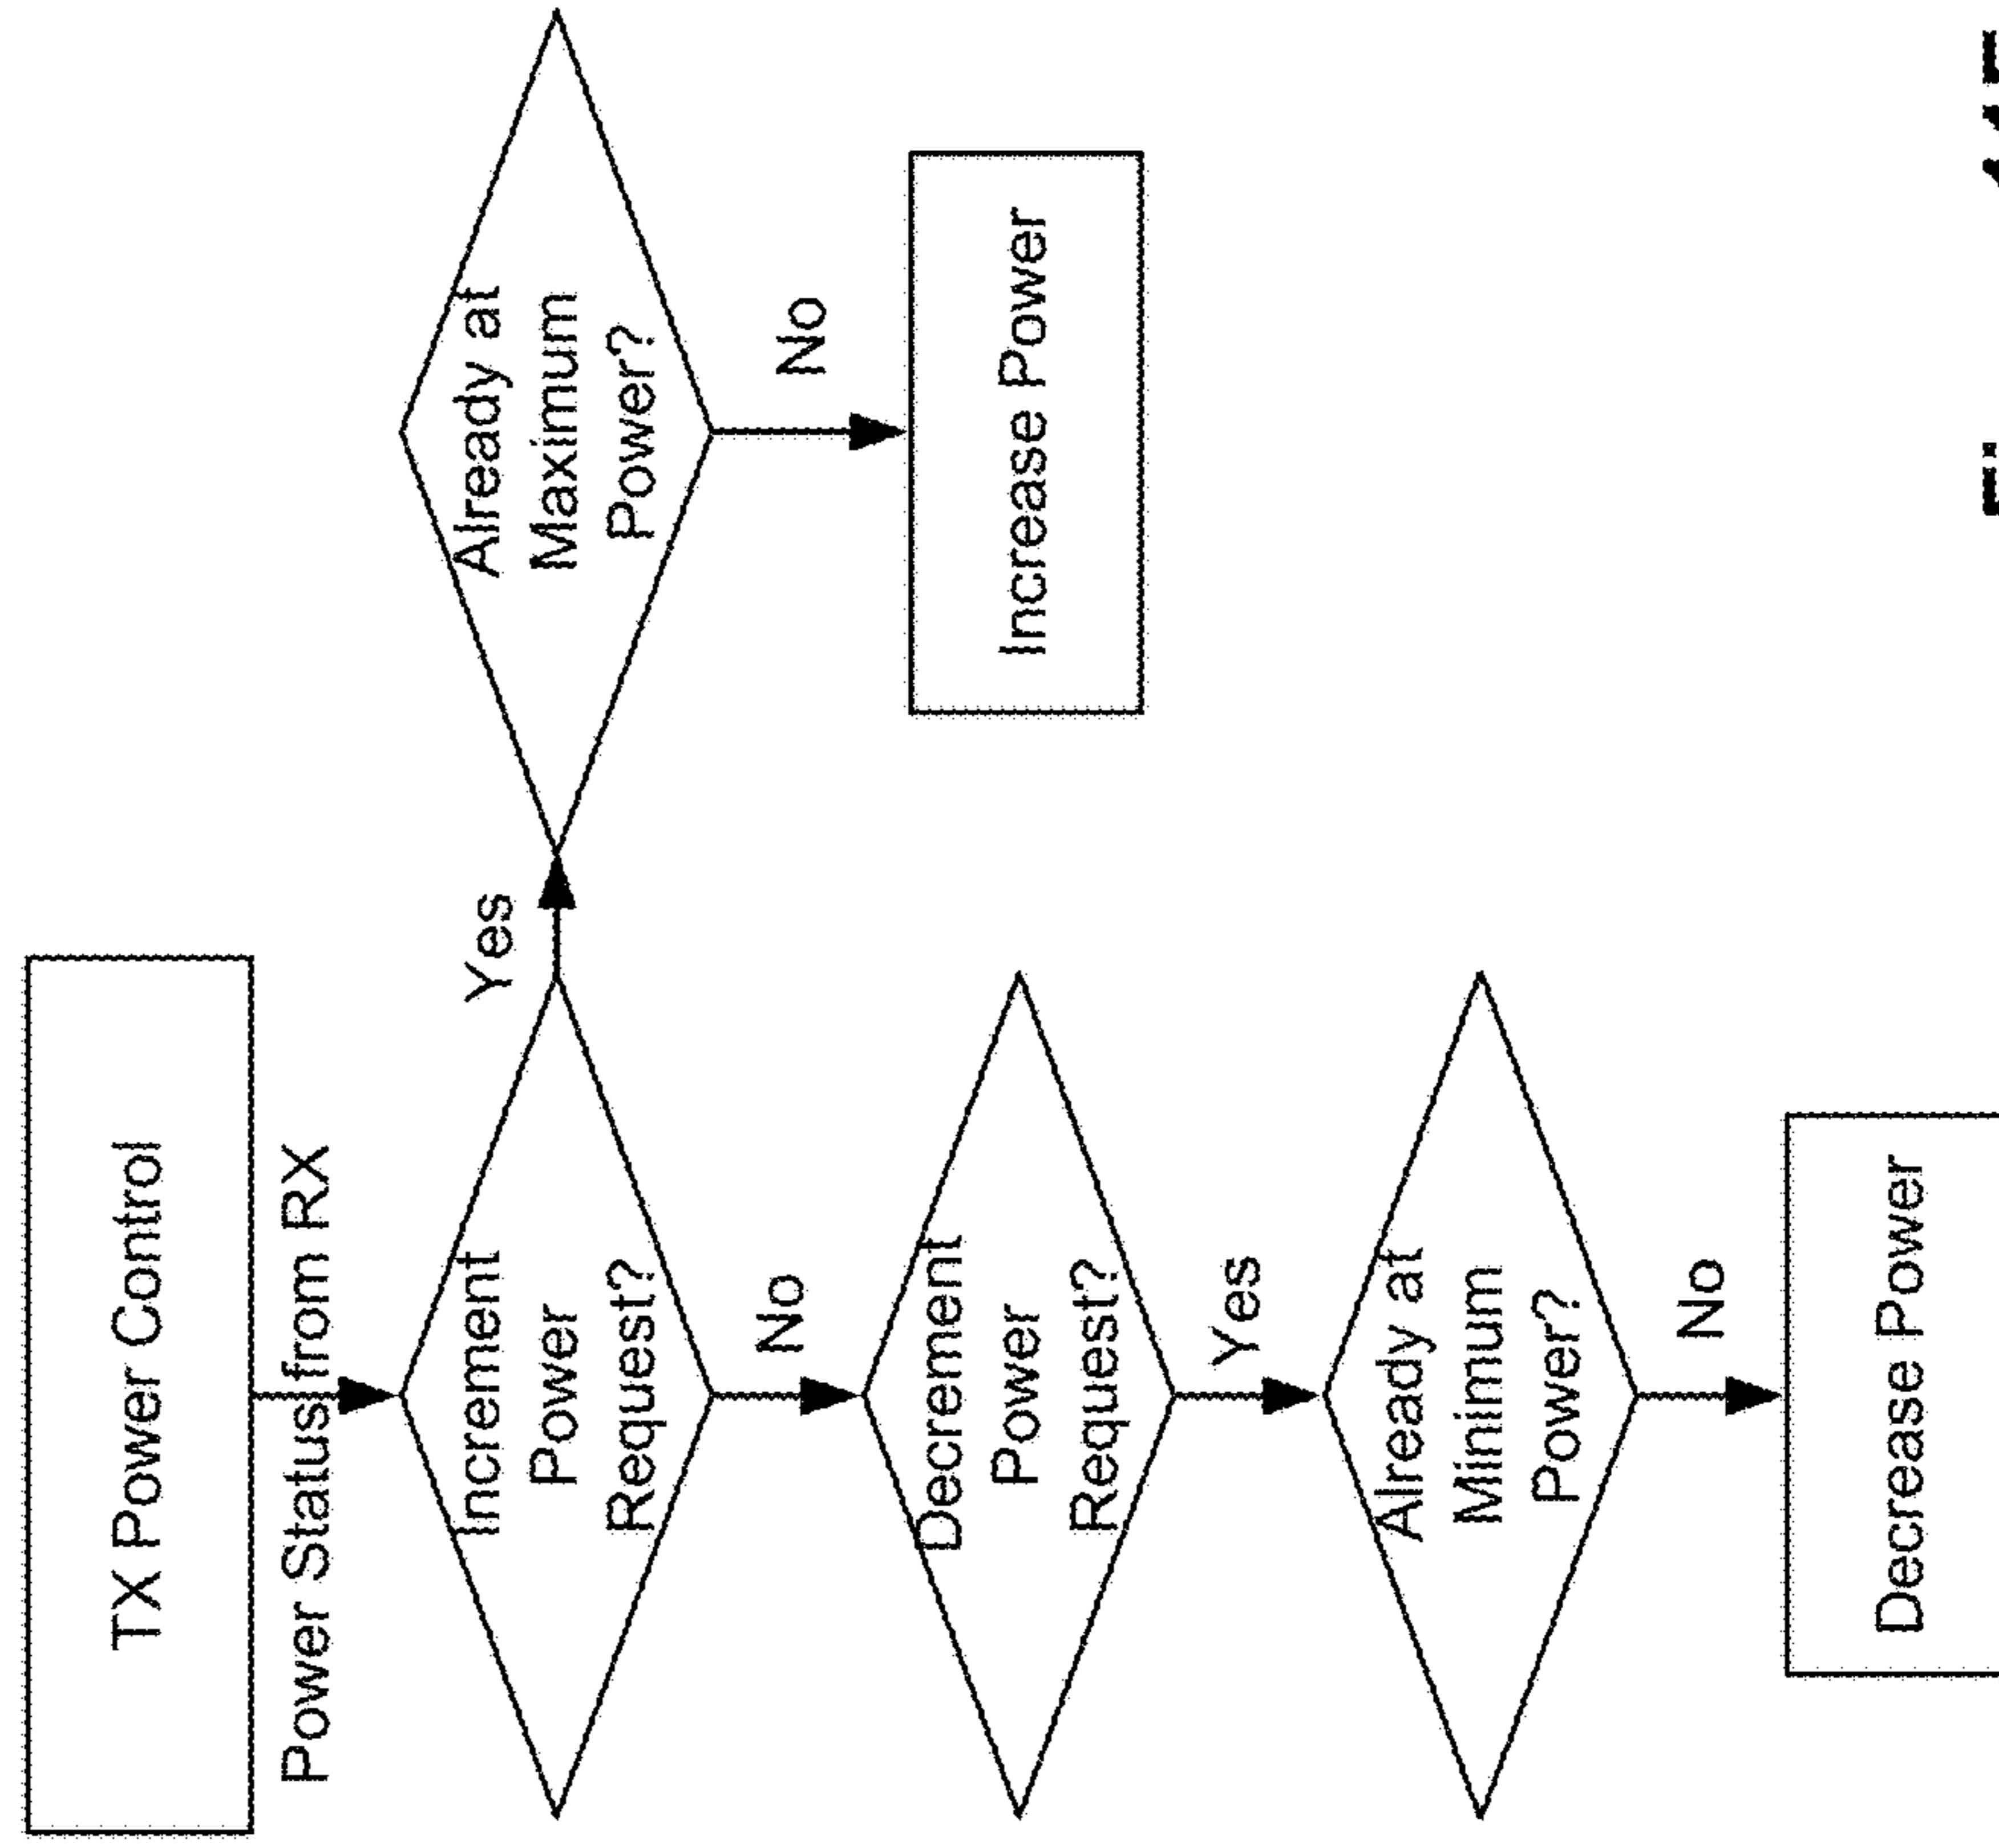 TX Power Control
Power Status from RX
Increment
Power
Request?
Yes
Already at
Maximum
Power?
No
Increase Power
No
Decrement
Power
Request?
Yes
Already at
Minimum
Power?
No
Decrease Power